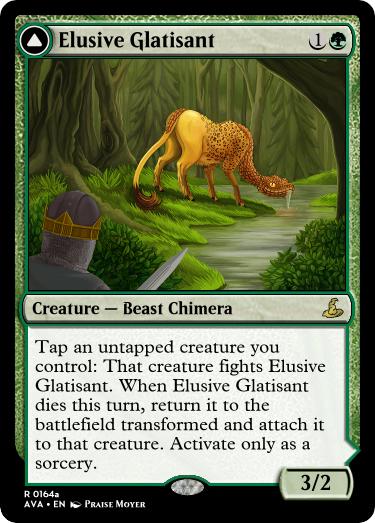 Elusive Glatisant 1
Creature — Beast Chimera
Tap an untapped creature you
control: That creature fights Elusive
Glatisant. When Elusive Glatisant
dies this turn, return it to the
battlefield transformed and attach it
to that creature. Activate only as a
sorcery.
3/2
R 0164a
AVA • EN Praise Moyer